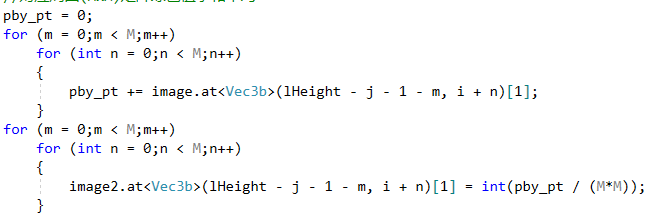 pby_pt = 0;
for (m = 0;m < M;m++)
for (int n = 0;n < M;n++)
{
pby_pt += image.at<Vec3b>(lHeight - j - 1 - m, i + n)[1];
}
for (m = 0;m < M;m++)
for (int n = 0;n < M;n++)
{
image2.at<Vec3b>(lHeight - j - 1 - m, i + n)[1] = int(pby_pt / (M*M));
}